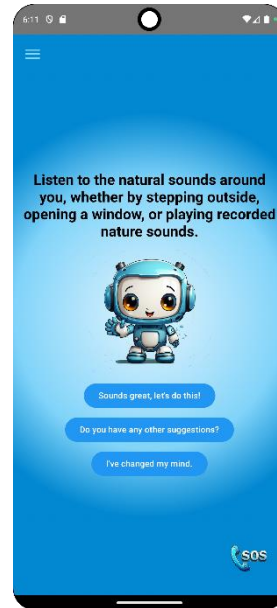 6:11
Listen to the natural sounds around
you, whether by stepping outside,
opening a window, or playing recorded
nature sounds.
Sounds great, let's do this!
Do you have any other suggestions?
I've changed my mind.
SOS